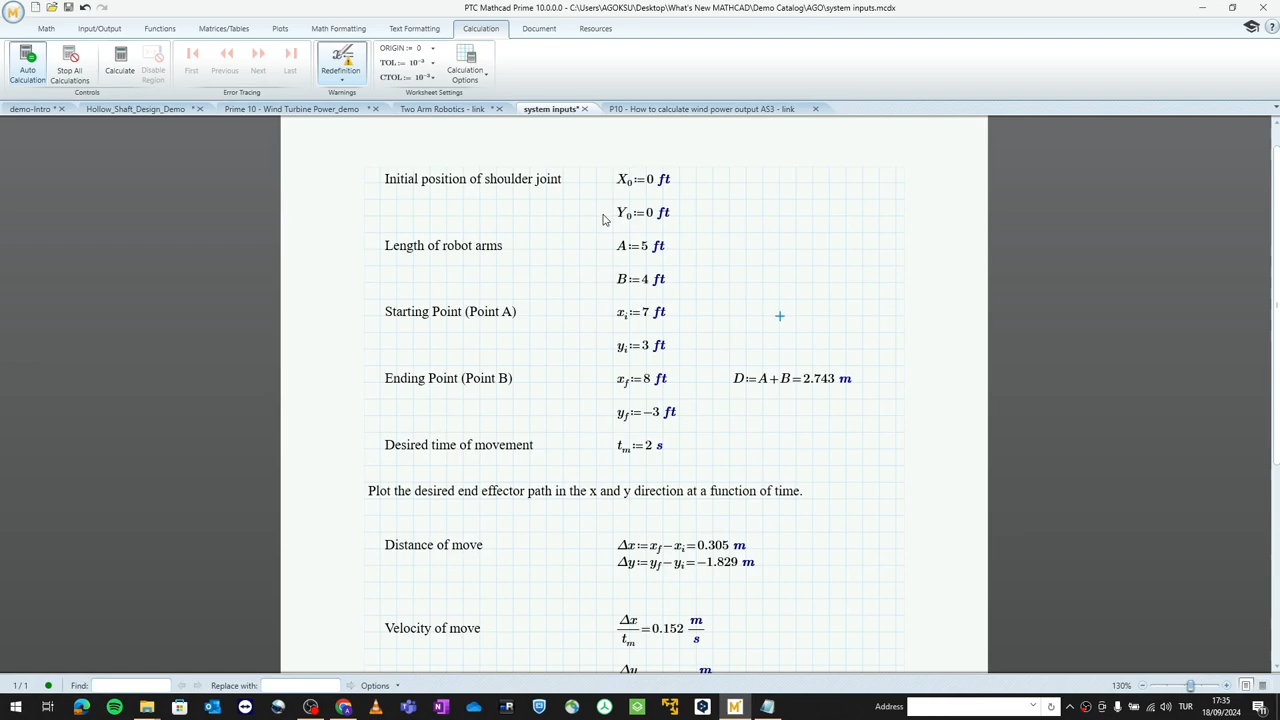 PTC Mathcad Prime 10.0.0.0 - C:\Users\AGOKSU\Desktop\What's New MATHCAD\Demo Catalog\AGO\system inputs.mcdx
Math Input/Output Functions Matrices/Tables Plots Math Formatting Text Formatting Calculation Document Resources
Auto Calculation
Stop All Calculations
Calculate
Disable Region
First Previous Next Last
Redefinition
ORIGIN := 0
TOL := 10⁻³
CTOL := 10⁻³
Calculation Options
Controls Error Tracing Warnings Worksheet Settings
demo-Intro * Hollow_Shaft_Design_Demo * Prime 10 - Wind Turbine Power_demo * Two Arm Robotics - link * system inputs* P10 - How to calculate wind power output AS3 - link
Initial position of shoulder joint X₀:=0 ft
Y₀:=0 ft
Length of robot arms A:=5 ft
B:=4 ft
Starting Point (Point A) xᵢ:=7 ft
yᵢ:=3 ft
Ending Point (Point B) x_f:=8 ft D:=A+B=2.743 m
y_f:=−3 ft
Desired time of movement tₘ:=2 s
Plot the desired end effector path in the x and y direction at a function of time.
Distance of move Δx:=x_f−xᵢ=0.305 m
Δy:=y_f−yᵢ=−1.829 m
Velocity of move Δx/tₘ=0.152 m/s
Δy m
1 / 1 Find: Replace with: Options 130%
Address TUR 17:35
18/09/2024